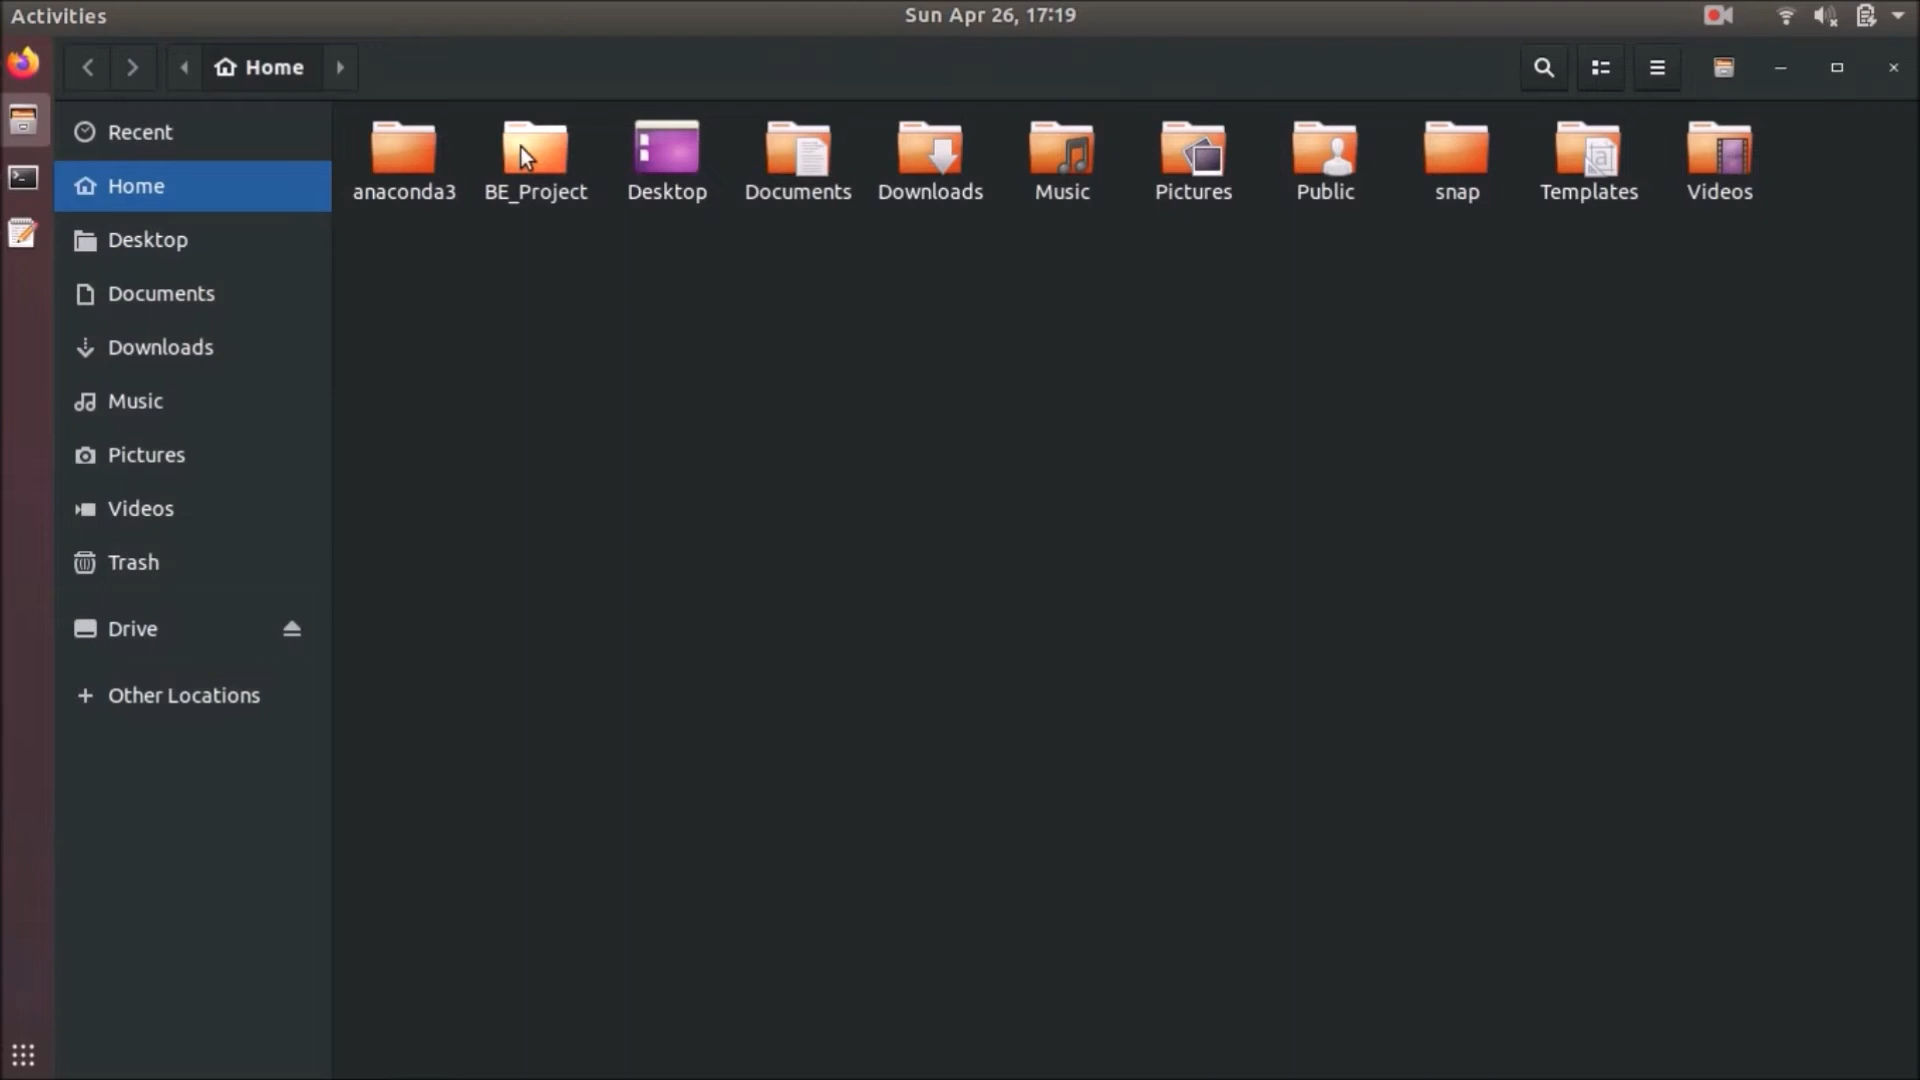 Activities
Sun Apr 26, 17:19
Home
Recent
Home
Desktop
Documents
Downloads
Music
Pictures
Videos
Trash
Drive
Other Locations
anaconda3
BE_Project
Desktop
Documents
Downloads
Music
Pictures
Public
snap
Templates
Videos